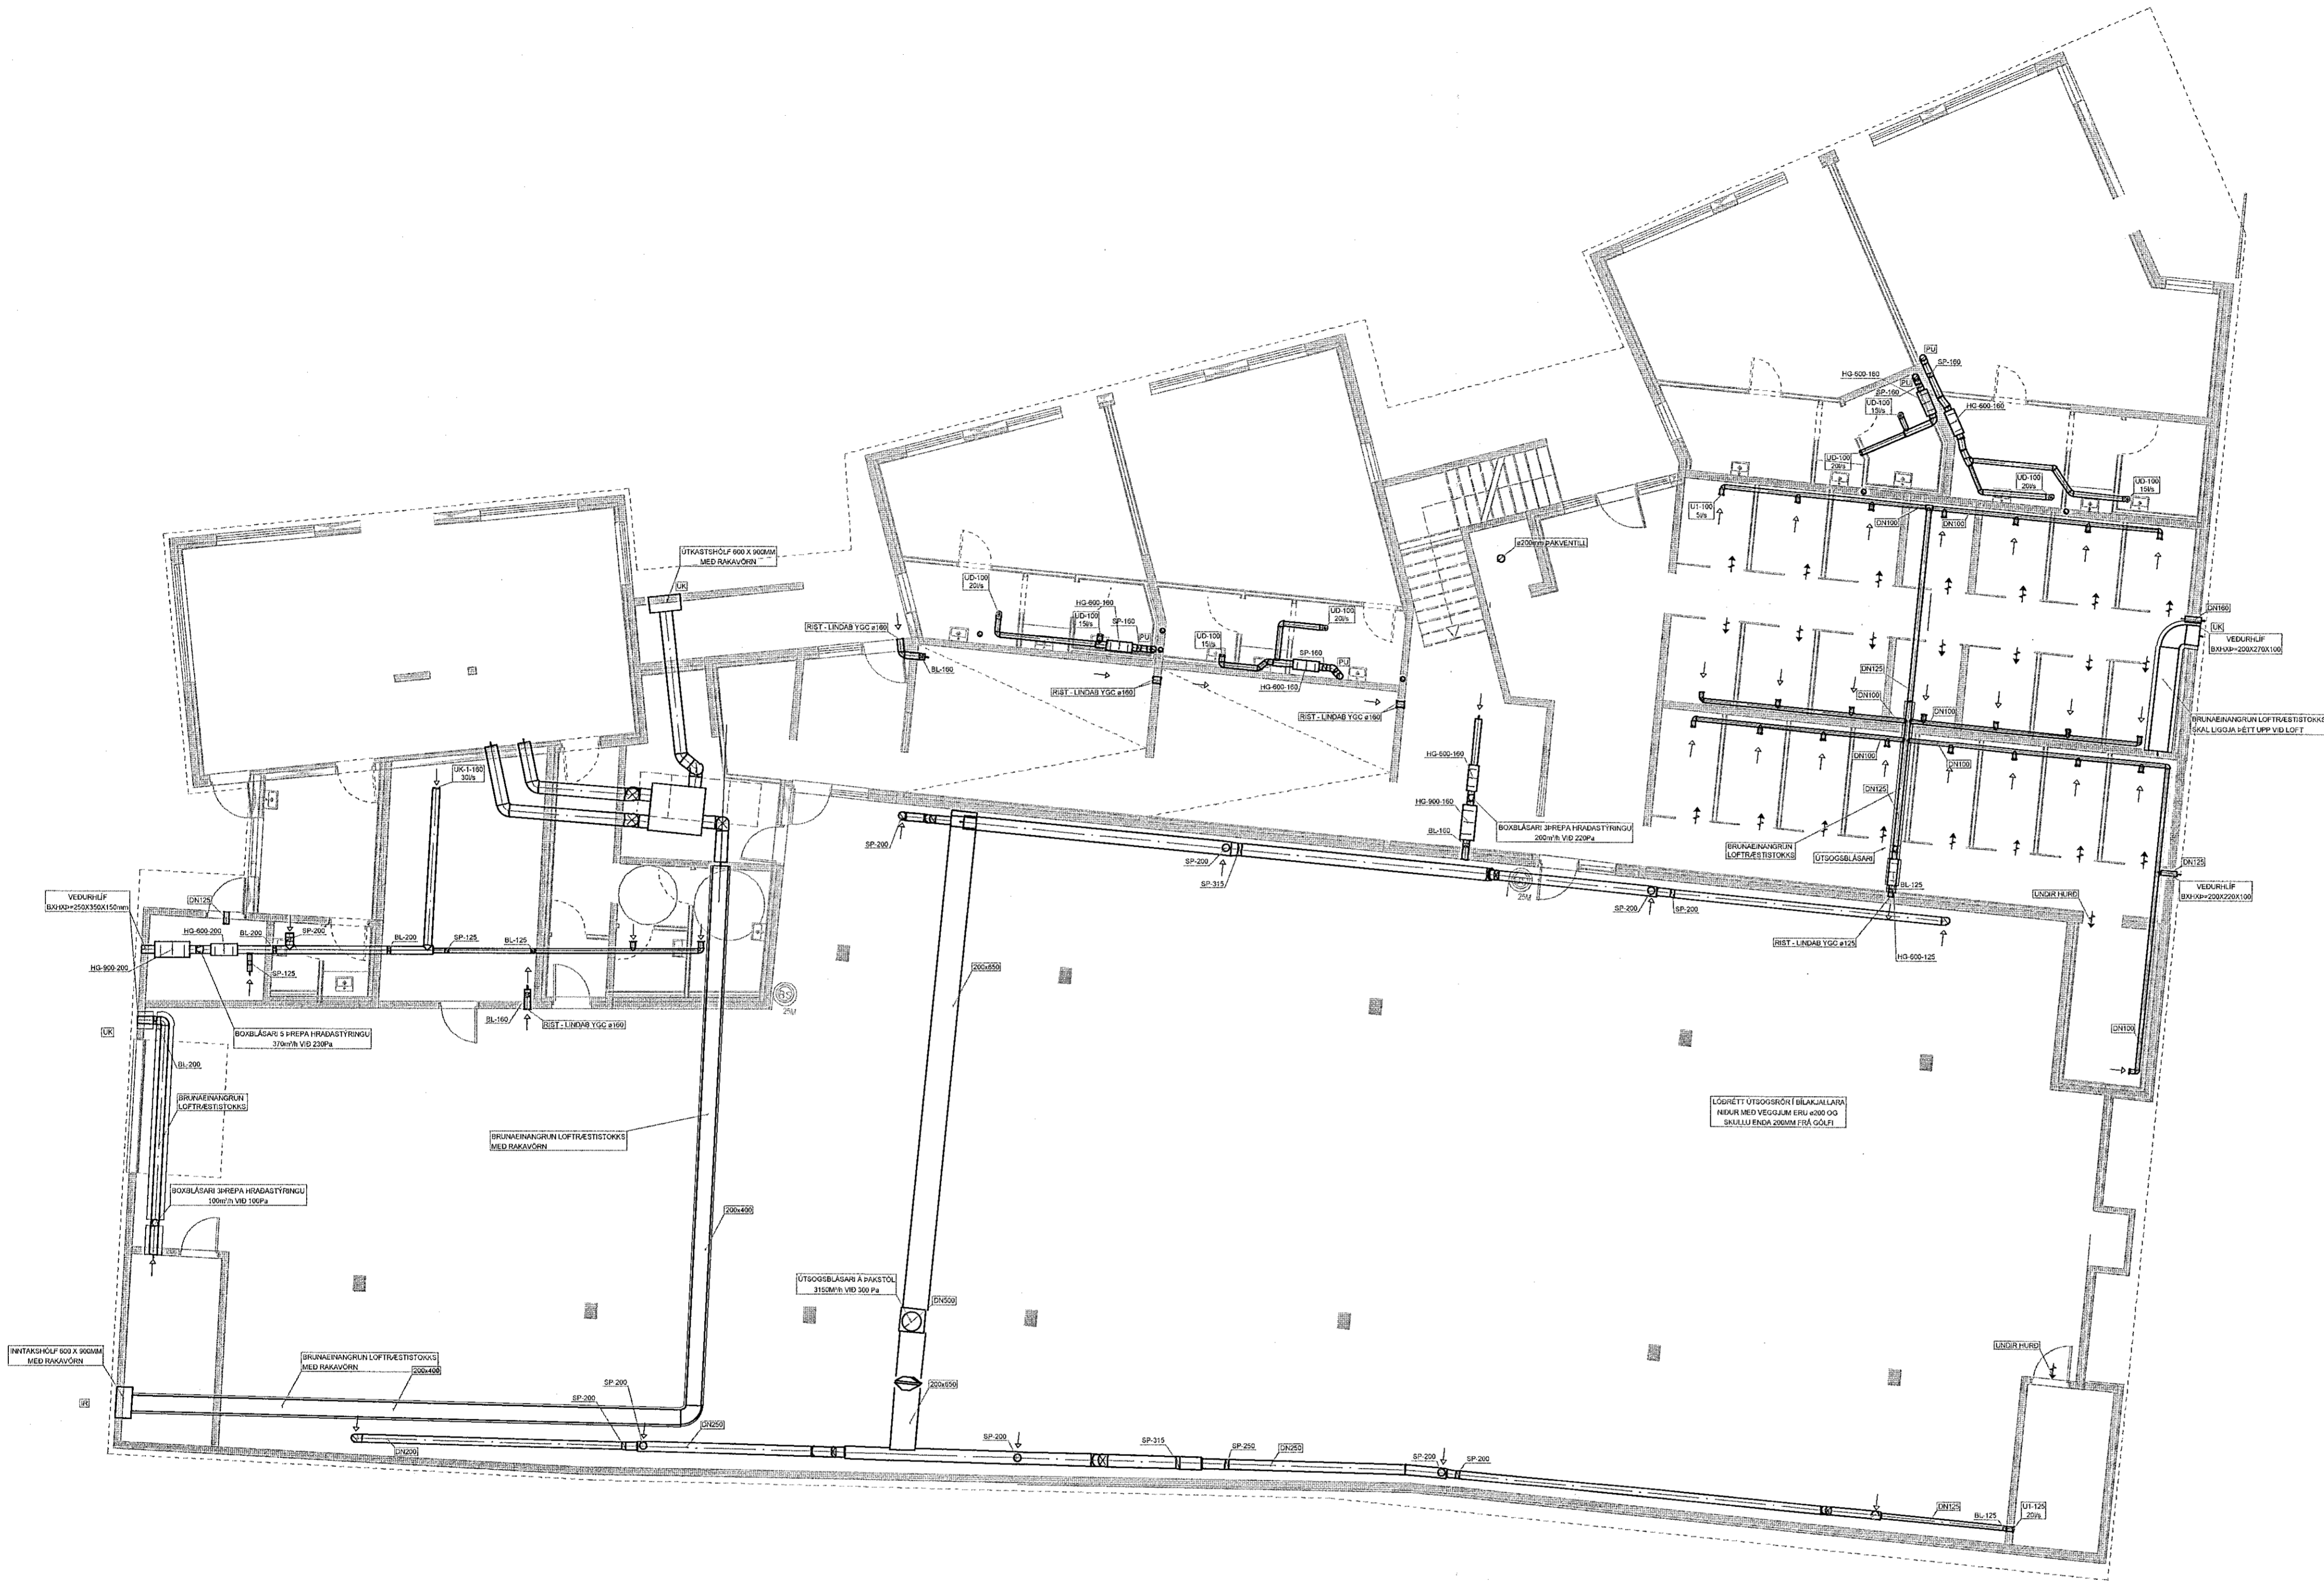 PU
SP-160
HG-600-160
PU
SP-160
UD-100
15l/s
HG-600-160
UD-100
20l/s
UD-100
20l/s
UD-100
15l/s
U1-100
5l/s
DN100
DN100
ÚTKASTSHÓLF 600 X 900MM
MEÐ RAKAVÖRN
ÚK
ø200mm ÞAKVENTILL
UD-100
20l/s
HG-600-160
UD-100
15l/s
SP-160
PU
UD-100
15l/s
UD-100
20l/s
SP-160
PU
HG-600-160
RIST - LINDAB YGC ø160
BL-160
RIST - LINDAB YGC ø160
RIST - LINDAB YGC ø160
DN160
ÚK
VEÐURHLÍF
BXHXÞ=200X270X100
DN125
DN100
DN100
BRUNAEINANGRUN LOFTRÆSTISTOKKS
SKAL LIGGJA ÞÉTT UPP VIÐ LOFT
DN100
DN100
DN125
UK-1-160
30l/s
HG-600-160
HG-900-160
BL-160
BOXBLÁSARI 3ÞREPA HRAÐASTÝRINGU
200m³/h VIÐ 220Pa
BRUNAEINANGRUN
LOFTRÆSTISTOKKS
ÚTSOGSBLÁSARI
SP-200
SP-200
SP-315
25M
SP-200
SP-200
BL-125
RIST - LINDAB YGC ø125
HG-600-125
UNDIR HURÐ
DN125
VEÐURHLÍF
BXHXÞ=200X220X100
VEÐURHLÍF
BXHXÞ=250X350X150mm
DN125
HG-600-200
BL-200
SP-200
BL-200
SP-125
BL-125
HG-900-200
SP-125
200x650
BS
25M
BL-160
RIST - LINDAB YGC ø160
ÚK
BOXBLÁSARI 5 ÞREPA HRAÐASTÝRINGU
370m³/h VIÐ 230Pa
DN100
BL-200
BRUNAEINANGRUN
LOFTRÆSTISTOKKS
LÓÐRÉTT ÚTSOGSRÖR Í BÍLAKJALLARA
NIÐUR MEÐ VEGGJUM ERU ø200 OG
SKULLU ENDA 200MM FRÁ GÓLFI
BRUNAEINANGRUN LOFTRÆSTISTOKKS
MEÐ RAKAVÖRN
BOXBLÁSARI 3ÞREPA HRAÐASTÝRINGU
100m³/h VIÐ 100Pa
200x400
ÚTSOGSBLÁSARI Á ÞAKSTÓL
3150M³/h VIÐ 300 Pa
DN500
UNDIR HURÐ
INNTAKSHÓLF 600 X 900MM
MEÐ RAKAVÖRN
BRUNAEINANGRUN LOFTRÆSTISTOKKS
MEÐ RAKAVÖRN
200x400
SP-200
SP-200
200x650
DN200
DN250
SP-200
SP-315
SP-250
DN250
SP-200
SP-200
DN125
BL-125
U1-125
20l/s